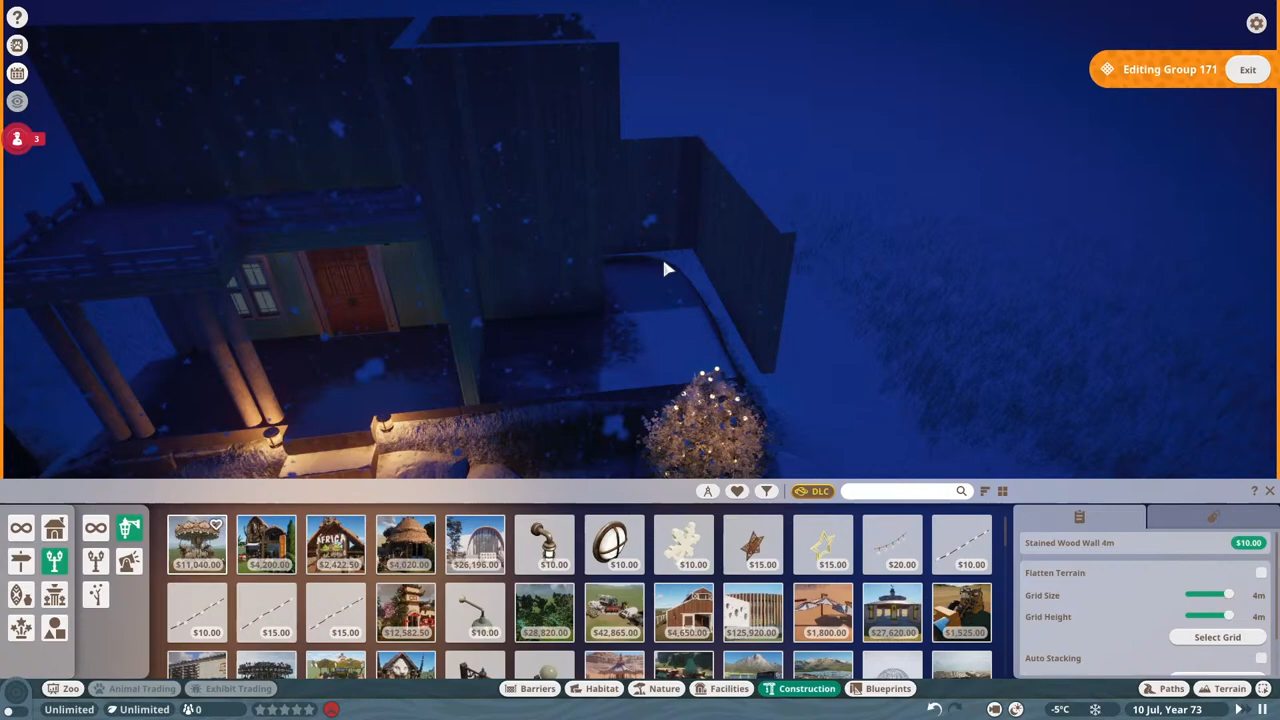 ?
Editing Group 171
Exit
3
DLC
?
$11,040.00
$4,200.00
$2,422.50
$4,020.00
$26,196.00
$10.00
$10.00
$10.00
$15.00
$15.00
$20.00
$10.00
Stained Wood Wall 4m
$10.00
Flatten Terrain
Grid Size
4m
Grid Height
4m
Select Grid
Auto Stacking
$10.00
$15.00
$15.00
$12,582.50
$10.00
$28,820.00
$42,865.00
$4,650.00
$125,920.00
$1,800.00
$27,620.00
$1,525.00
Zoo
Animal Trading
Exhibit Trading
Barriers
Habitat
Nature
Facilities
Construction
Blueprints
Paths
Terrain
Unlimited
Unlimited
0
-5°C
10 Jul, Year 73